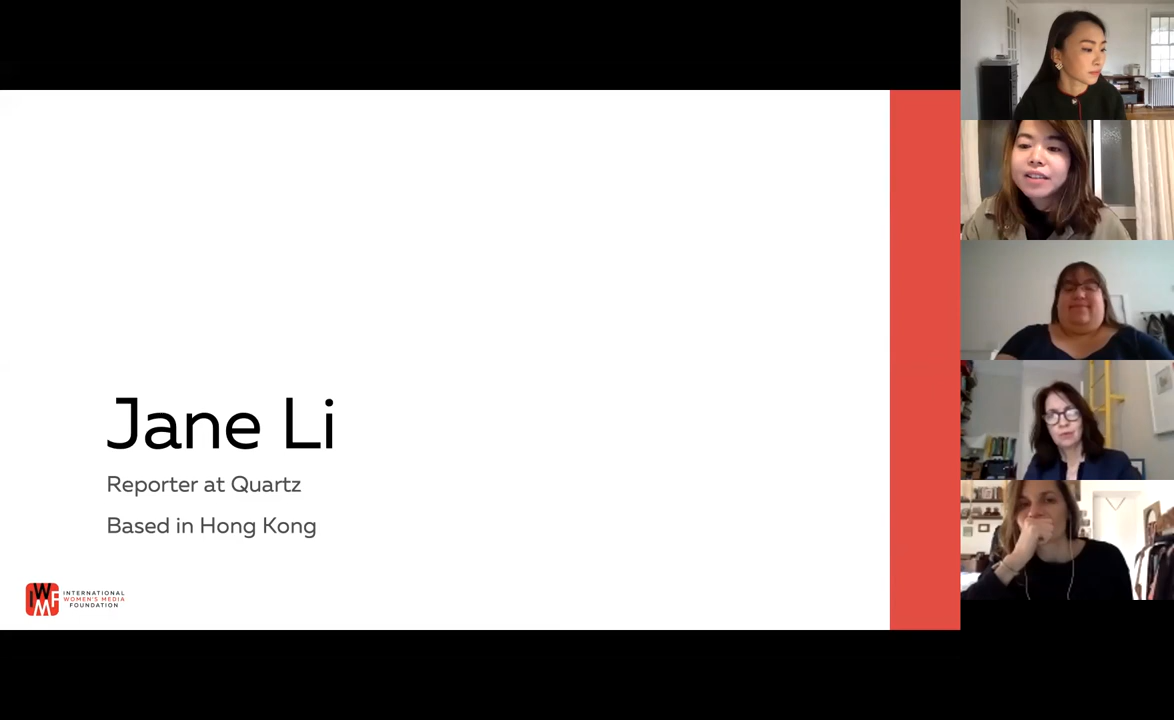 Jane Li
Reporter at Quartz
Based in Hong Kong
IWMF
INTERNATIONAL
WOMEN'S MEDIA
FOUNDATION